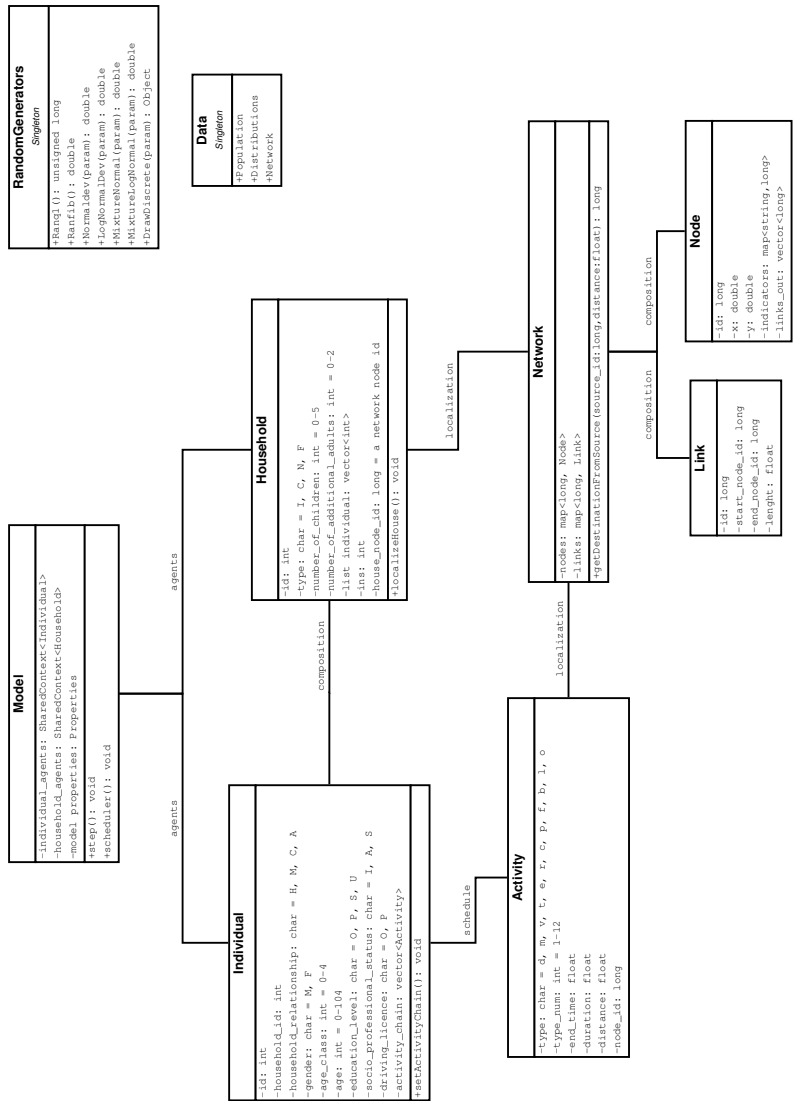 Model
-individual_agents: SharedContext<Individual>
-household_agents: SharedContext<Household>
-model properties: Properties
+step(): void
+scheduler(): void
RandomGenerators
Singleton
+Ranql(): unsigned long
+Ranfib(): double
+Normaldev(param): double
+LogNormalDev(param): double
+MixtureNormal(param): double
+MixtureLogNormal(param): double
+DrawDiscrete(param): Object
agents
agents
Data
Singleton
+Population
+Distributions
+Network
Individual
-id: int
-household_id: int
-household_relationship: char = H, M, C, A
-gender: char = M, F
-age_class: int = 0-4
-age: int = 0-104
-education_level: char = O, P, S, U
-socio_professional_status: char = I, A, S
-driving_licence: char = O, P
-activity_chain: vector<Activity>
+setActivityChain(): void
composition
Household
-id: int
-type: char = I, C, N, F
-number_of_children: int = 0-5
-number_of_additional_adults: int = 0-2
-list individual: vector<int>
-ins: int
-house_node_id: long = a network node id
+localizeHouse(): void
schedule
localization
Activity
-type: char = d, m, v, t, e, r, c, p, f, b, l, o
-type_num: int = 1-12
-end_time: float
-duration: float
-distance: float
-node_id: long
localization
Network
-nodes: map<long, Node>
-links: map<long, Link>
+getDestinationFromSource(source_id:long,distance:float): long
composition
composition
Link
-id: long
-start_node_id: long
-end_node_id: long
-lenght: float
Node
-id: long
-x: double
-y: double
-indicators: map<string,long>
-links_out: vector<long>